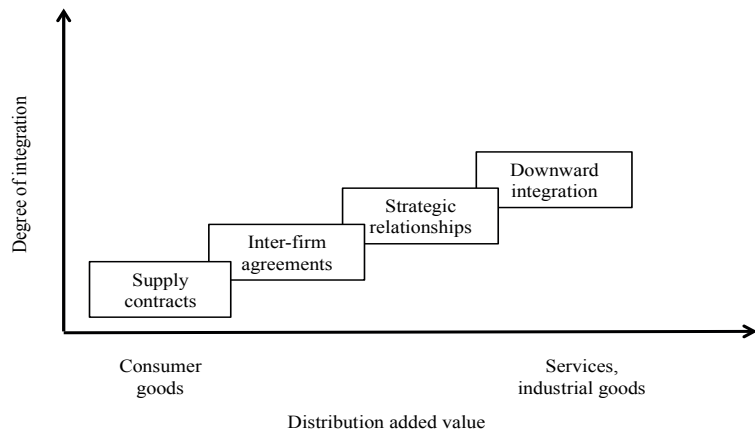 Degree of integration
Downward
integration
Strategic
relationships
Inter-firm
agreements
Supply
contracts
Consumer
goods
Services,
industrial goods
Distribution added value